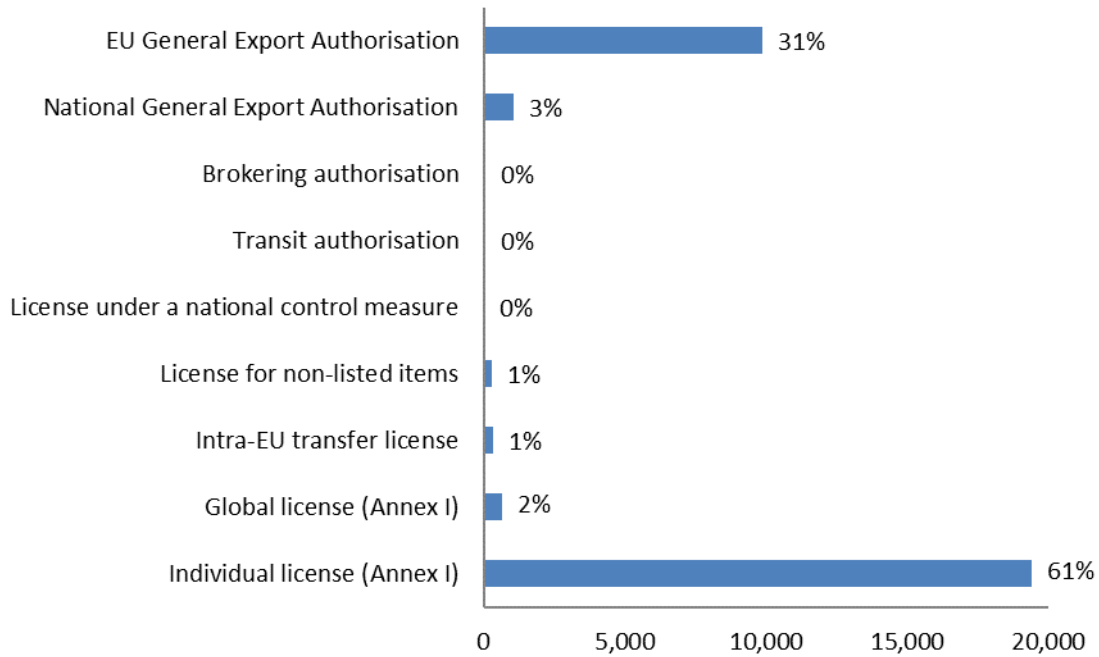 EU General Export Authorisation 31%
National General Export Authorisation 3%
Brokering authorisation 0%
Transit authorisation 0%
License under a national control measure 0%
License for non-listed items 1%
Intra-EU transfer license 1%
Global license (Annex I) 2%
Individual license (Annex I) 61%
0 5,000 10,000 15,000 20,000